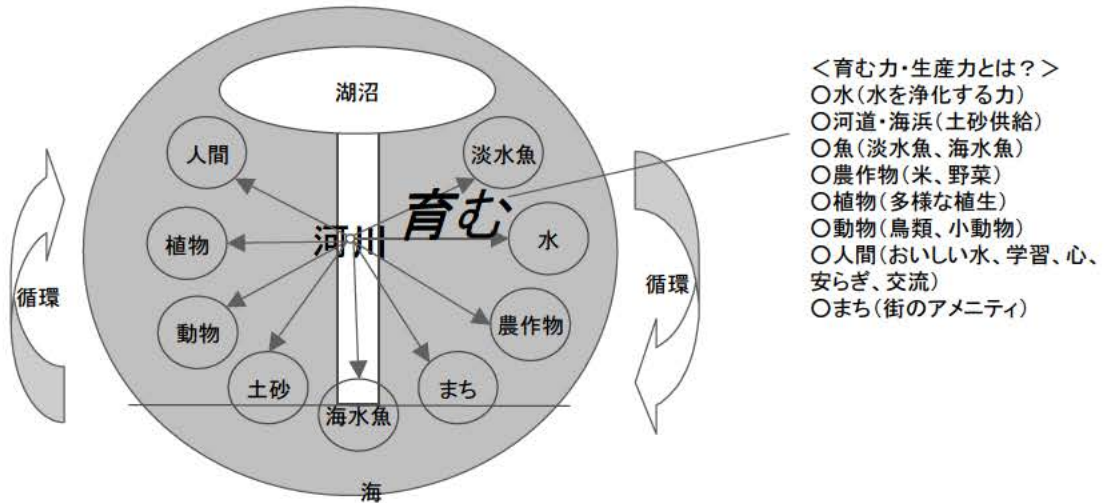 湖沼
人間
淡水魚
育む
植物
河川
水
循環
循環
動物
農作物
土砂
まち
海水魚
海
＜育む力・生産力とは？＞
○水(水を浄化する力)
○河道・海浜(土砂供給)
○魚(淡水魚、海水魚)
○農作物(米、野菜)
○植物(多様な植生)
○動物(鳥類、小動物)
○人間(おいしい水、学習、心、
安らぎ、交流)
○まち(街のアメニティ)